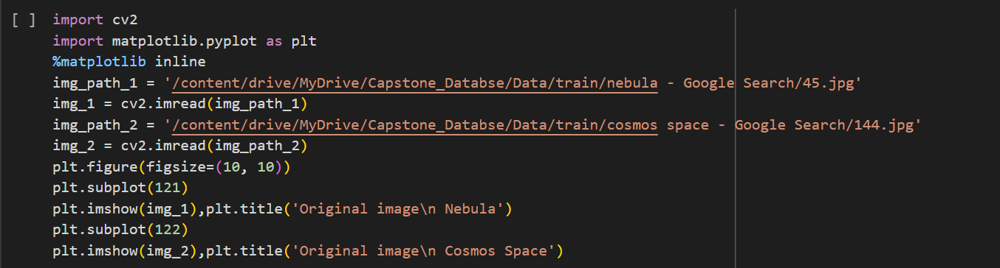 [ ] import cv2
import matplotlib.pyplot as plt
%matplotlib inline
img_path_1 = '/content/drive/MyDrive/Capstone_Databse/Data/train/nebula - Google Search/45.jpg'
img_1 = cv2.imread(img_path_1)
img_path_2 = '/content/drive/MyDrive/Capstone_Databse/Data/train/cosmos space - Google Search/144.jpg'
img_2 = cv2.imread(img_path_2)
plt.figure(figsize=(10, 10))
plt.subplot(121)
plt.imshow(img_1),plt.title('Original image\n Nebula')
plt.subplot(122)
plt.imshow(img_2),plt.title('Original image\n Cosmos Space')